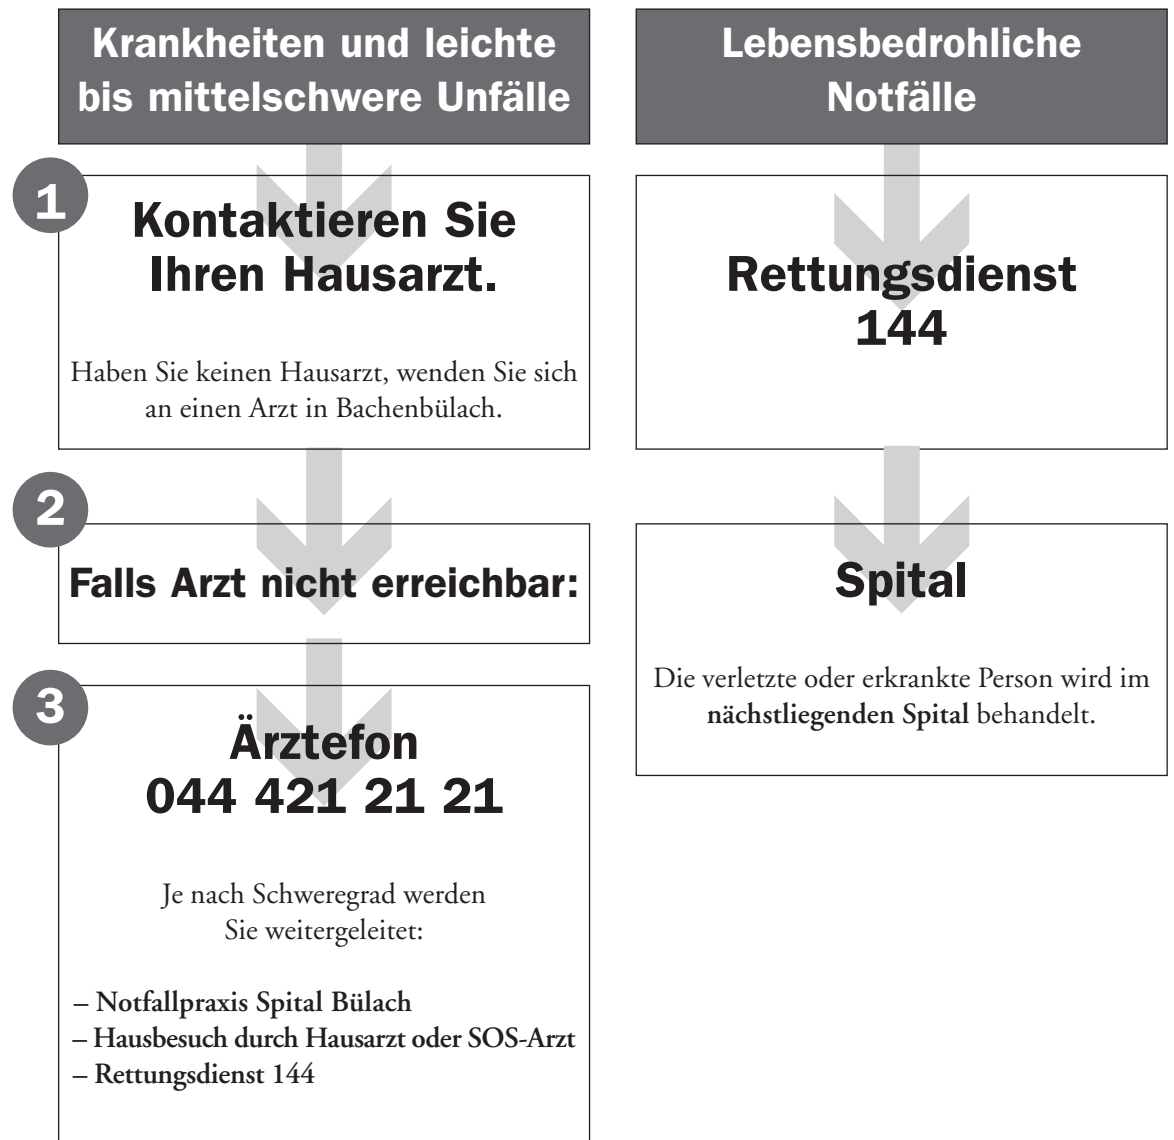 Krankheiten und leichte
bis mittelschwere Unfälle
1
Kontaktieren Sie
Ihren Hausarzt.
Haben Sie keinen Hausarzt, wenden Sie sich
an einen Arzt in Bachenbülach.
2
Falls Arzt nicht erreichbar:
3
Ärztefon
044 421 21 21
Je nach Schweregrad werden
Sie weitergeleitet:
– Notfallpraxis Spital Bülach
– Hausbesuch durch Hausarzt oder SOS-Arzt
– Rettungsdienst 144
Lebensbedrohliche
Notfälle
Rettungsdienst
144
Spital
Die verletzte oder erkrankte Person wird im
nächstliegenden Spital behandelt.